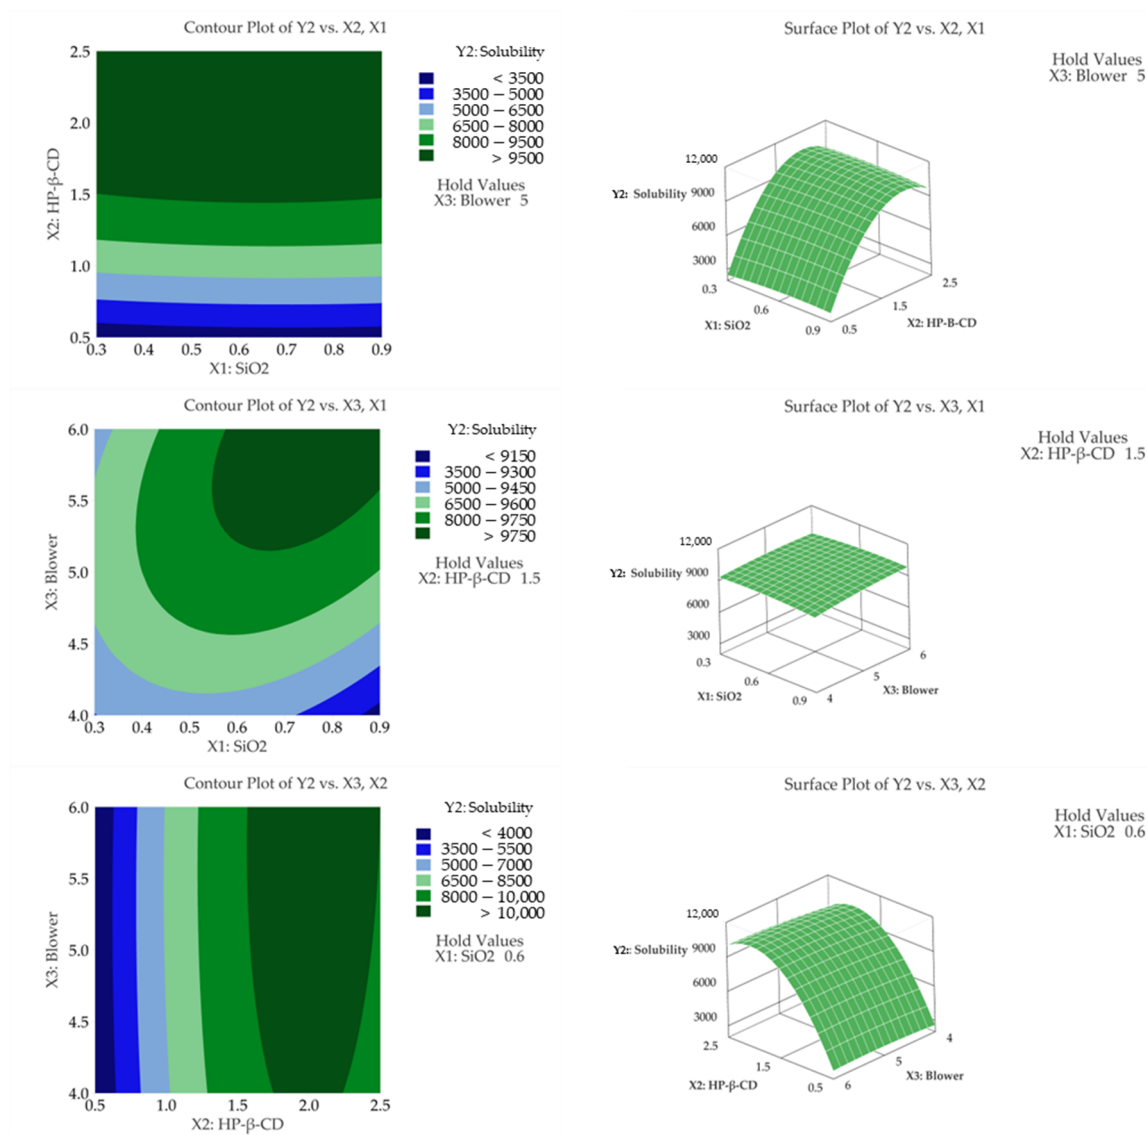 Contour Plot of Y2 vs. X2, X1
2.5
2.0
1.5
1.0
0.5
X2: HP-β-CD
0.3 0.4 0.5 0.6 0.7 0.8 0.9
X1: SiO2
Y2: Solubility
< 3500
3500 – 5000
5000 – 6500
6500 – 8000
8000 – 9500
> 9500
Hold Values
X3: Blower 5
Surface Plot of Y2 vs. X2, X1
Hold Values
X3: Blower 5
12,000
9000
6000
3000
Y2: Solubility
0.3
0.6
0.9
X1: SiO2
0.5
1.5
2.5
X2: HP-B-CD
Contour Plot of Y2 vs. X3, X1
6.0
5.5
5.0
4.5
4.0
X3: Blower
0.3 0.4 0.5 0.6 0.7 0.8 0.9
X1: SiO2
Y2: Solubility
< 9150
3500 – 9300
5000 – 9450
6500 – 9600
8000 – 9750
> 9750
Hold Values
X2: HP-β-CD 1.5
Surface Plot of Y2 vs. X3, X1
Hold Values
X2: HP-β-CD 1.5
12,000
9000
6000
3000
Y2: Solubility
0.3
0.6
0.9
X1: SiO2
4
5
6
X3: Blower
Contour Plot of Y2 vs. X3, X2
6.0
5.5
5.0
4.5
4.0
X3: Blower
0.5 1.0 1.5 2.0 2.5
X2: HP-β-CD
Y2: Solubility
< 4000
3500 – 5500
5000 – 7000
6500 – 8500
8000 – 10,000
> 10,000
Hold Values
X1: SiO2 0.6
Surface Plot of Y2 vs. X3, X2
Hold Values
X1: SiO2 0.6
12,000
9000
6000
3000
Y2:: Solubility
2.5
1.5
0.5
X2: HP-β-CD
6
5
4
X3: Blower